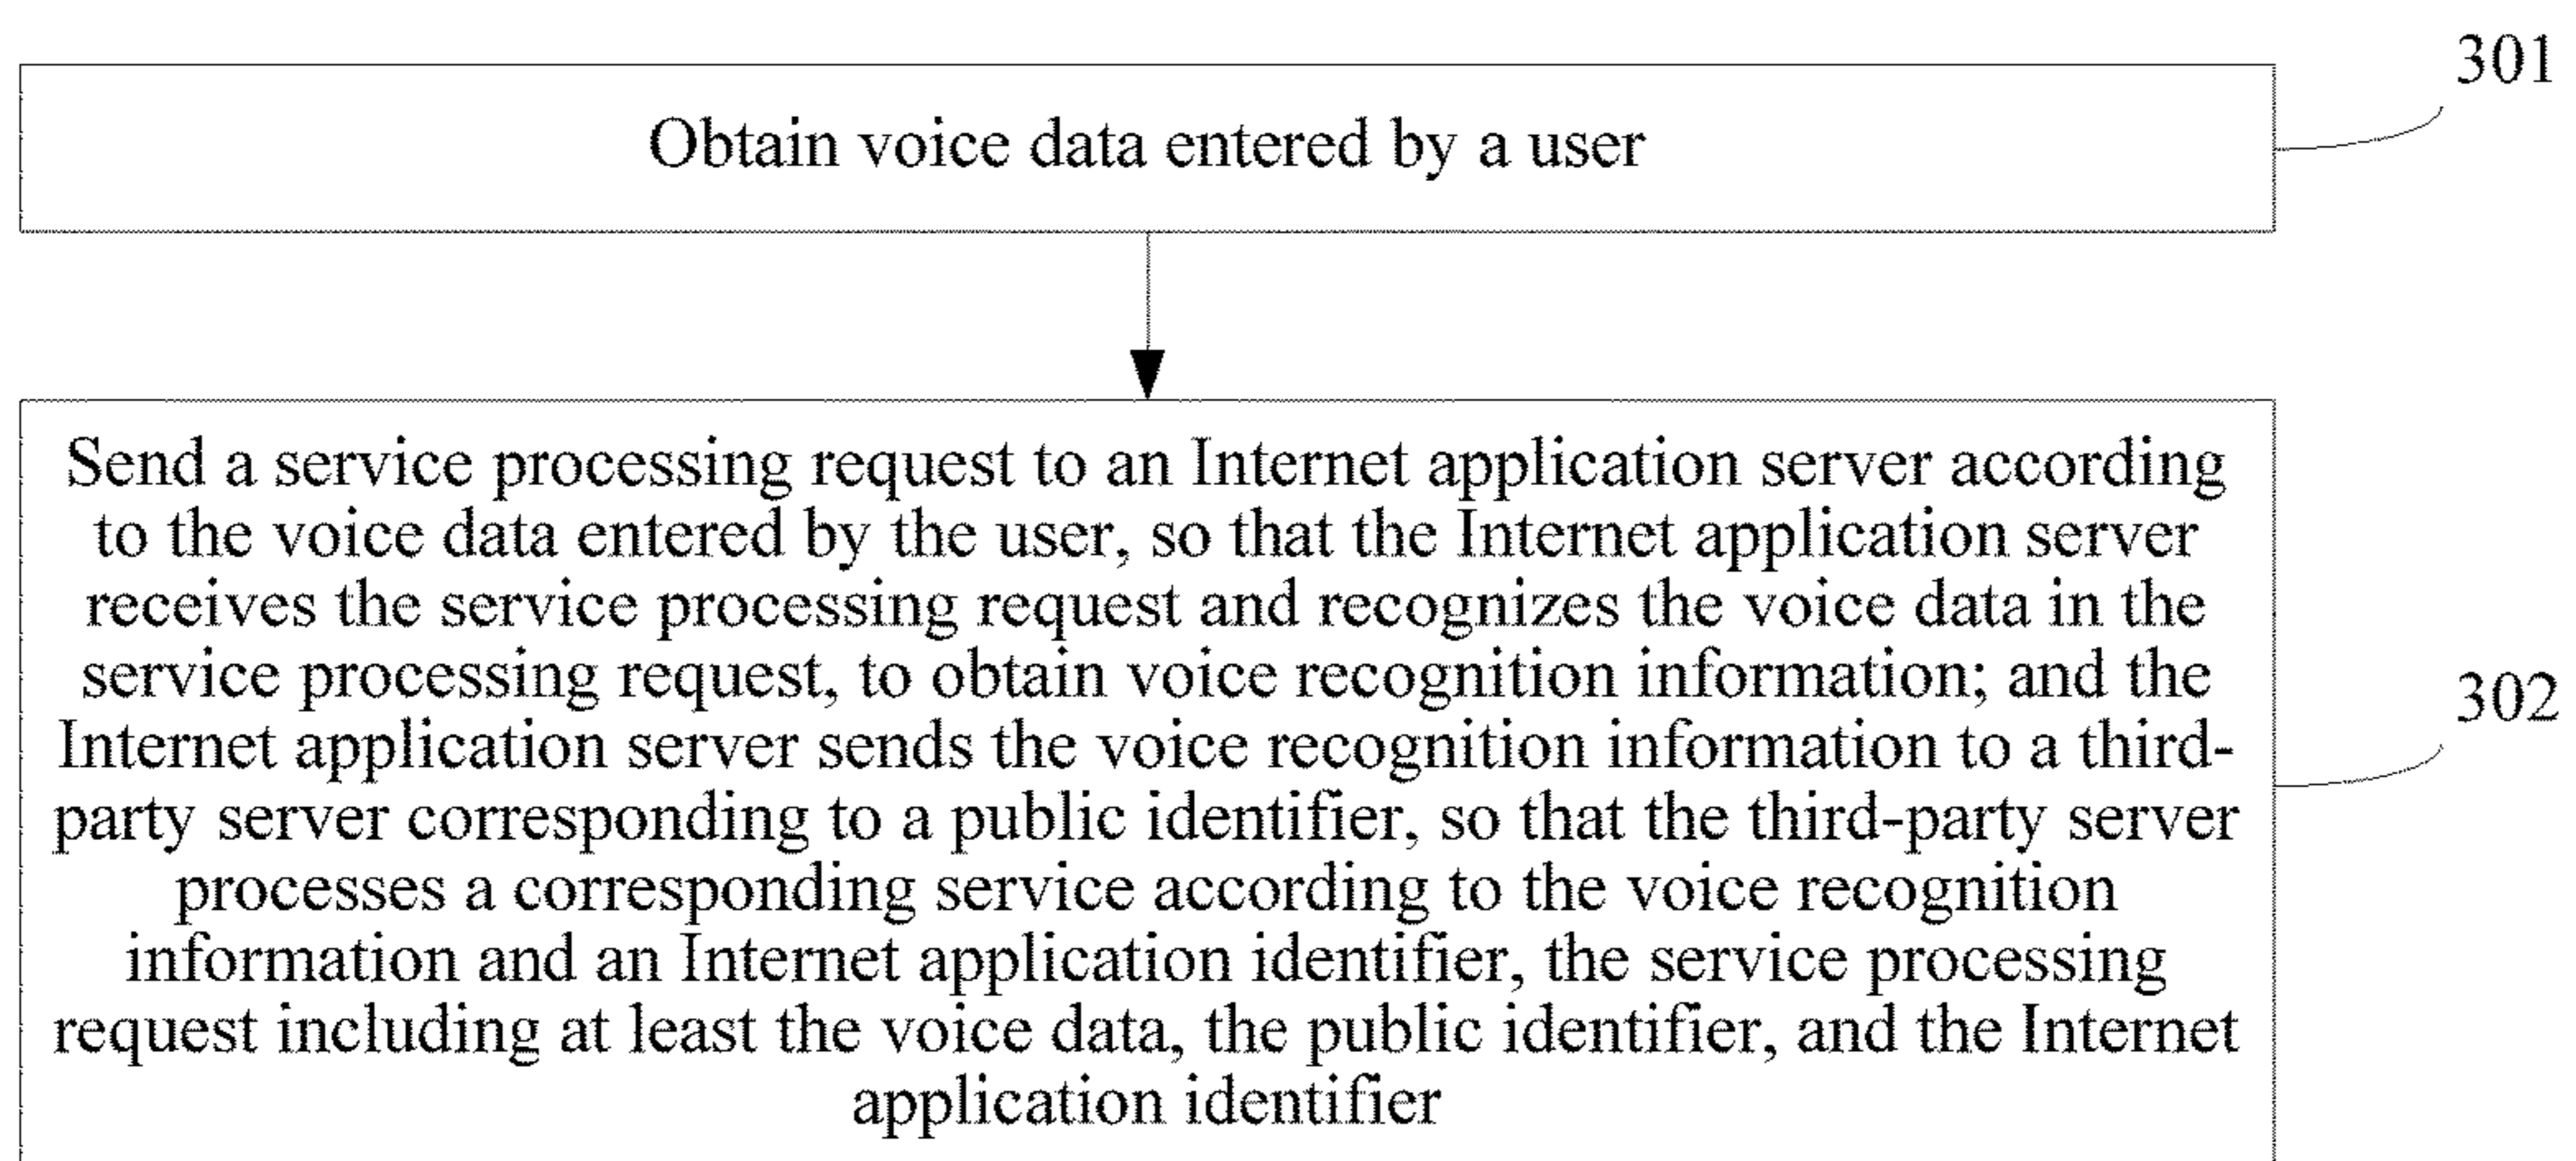 301
Obtain voice data entered by a user
Send a service processing request to an Internet application server according
to the voice data entered by the user, so that the Internet application server
receives the service processing request and recognizes the voice data in the
service processing request, to obtain voice recognition information; and the
Internet application server sends the voice recognition information to a third-
party server corresponding to a public identifier, so that the third-party server
processes a corresponding service according to the voice recognition
information and an Internet application identifier, the service processing
request including at least the voice data, the public identifier, and the Internet
application identifier
302